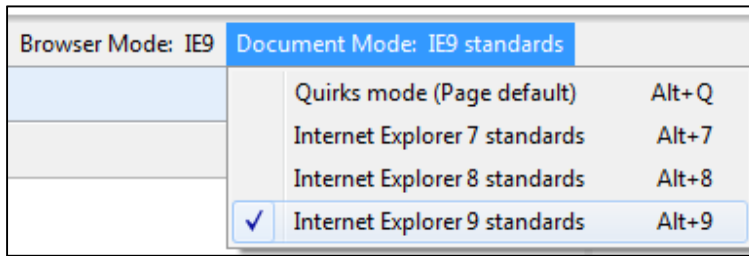 Browser Mode: IE9 Document Mode: IE9 standards
Quirks mode (Page default) Alt+Q
Internet Explorer 7 standards Alt+7
Internet Explorer 8 standards Alt+8
Internet Explorer 9 standards Alt+9